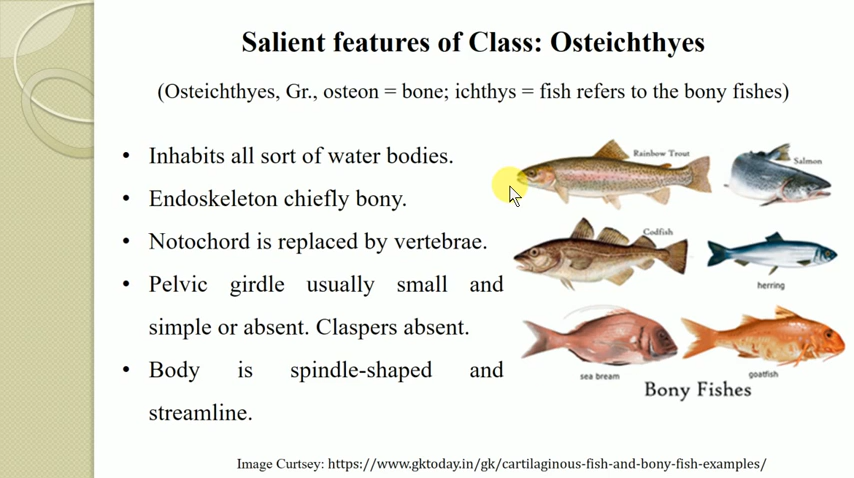 Salient features of Class: Osteichthyes
(Osteichthyes, Gr., osteon = bone; ichthys = fish refers to the bony fishes)
• Inhabits all sort of water bodies.
• Endoskeleton chiefly bony.
• Notochord is replaced by vertebrae.
• Pelvic girdle usually small and
simple or absent. Claspers absent.
• Body is spindle-shaped and
streamline.
Rainbow Trout
Salmon
Codfish
herring
sea bream
goatfish
Bony Fishes
Image Curtsey: https://www.gktoday.in/gk/cartilaginous-fish-and-bony-fish-examples/